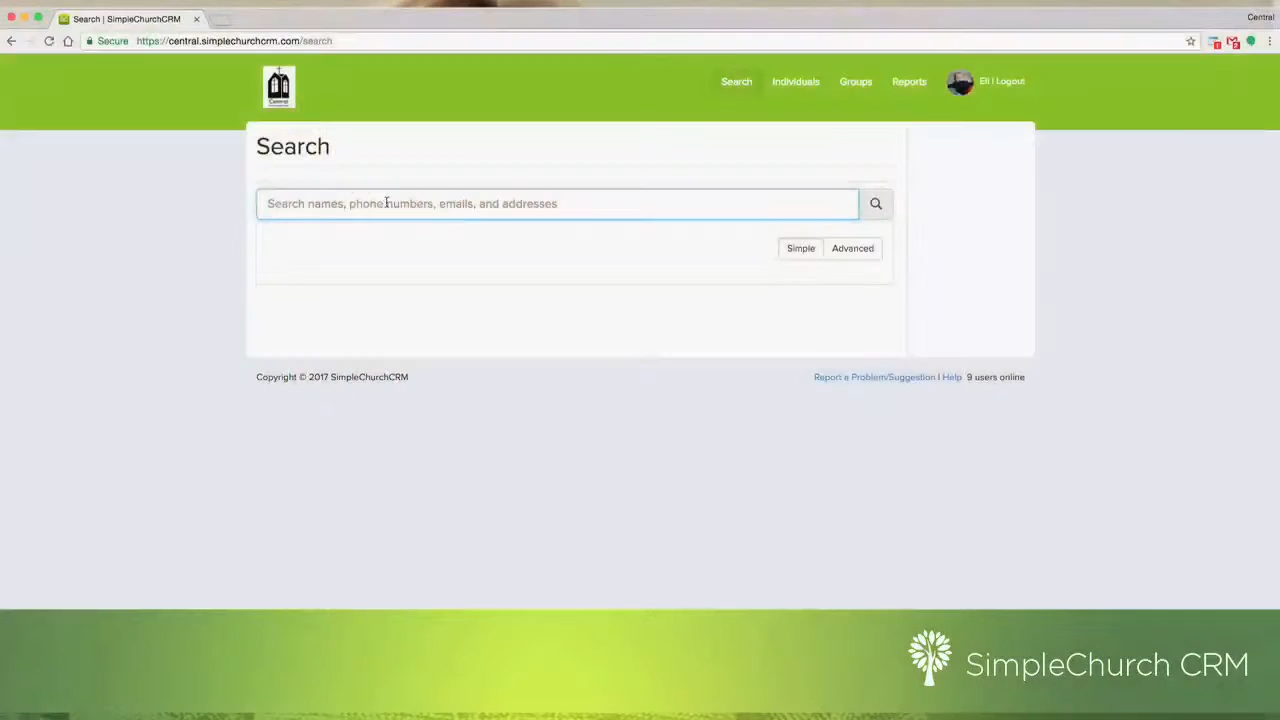 Search | SimpleChurchCRM
Central
Secure https://central.simplechurchcrm.com/search
Central
Search Individuals Groups Reports Eli | Logout
Search
Search names, phone numbers, emails, and addresses
Simple Advanced
Copyright © 2017 SimpleChurchCRM
Report a Problem/Suggestion | Help 9 users online
SimpleChurch CRM